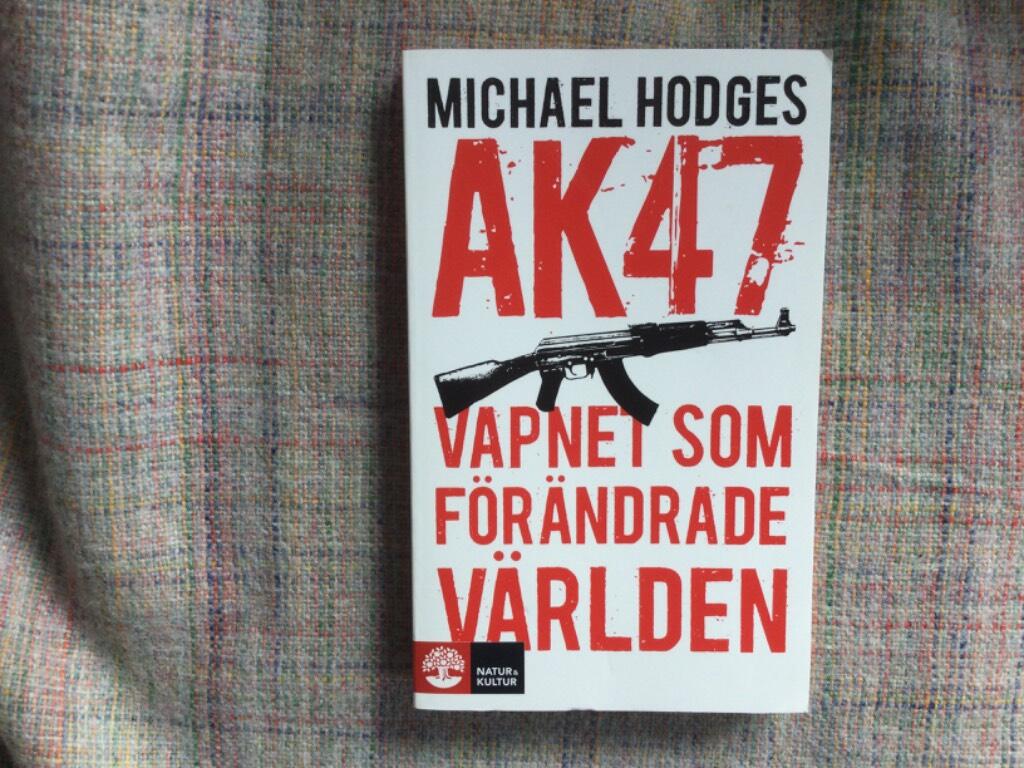 MICHAEL HODGES
AK47
VAPNET SOM
FÖRÄNDRADE
VÄRLDEN
NATUR&
KULTUR